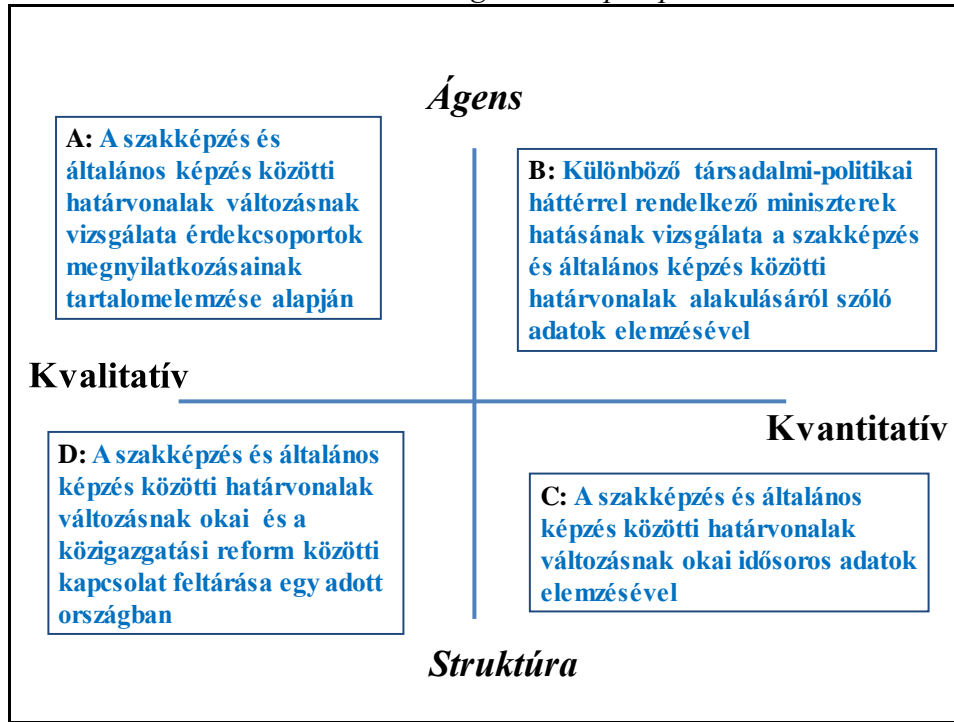 Ágens
A: A szakképzés és
általános képzés közötti
határvonalak változásnak
vizsgálata érdekcsoportok
megnyilatkozásainak
tartalomelemzése alapján
B: Különböző társadalmi-politikai
háttérrel rendelkező miniszterek
hatásának vizsgálata a szakképzés
és általános képzés közötti
határvonalak alakulásáról szóló
adatok elemzésével
Kvalitatív
Kvantitatív
D: A szakképzés és általános
képzés közötti határvonalak
változásnak okai és a
közigazgatási reform közötti
kapcsolat feltárása egy adott
országban
C: A szakképzés és általános
képzés közötti határvonalak
változásnak okai idősoros adatok
elemzésével
Struktúra